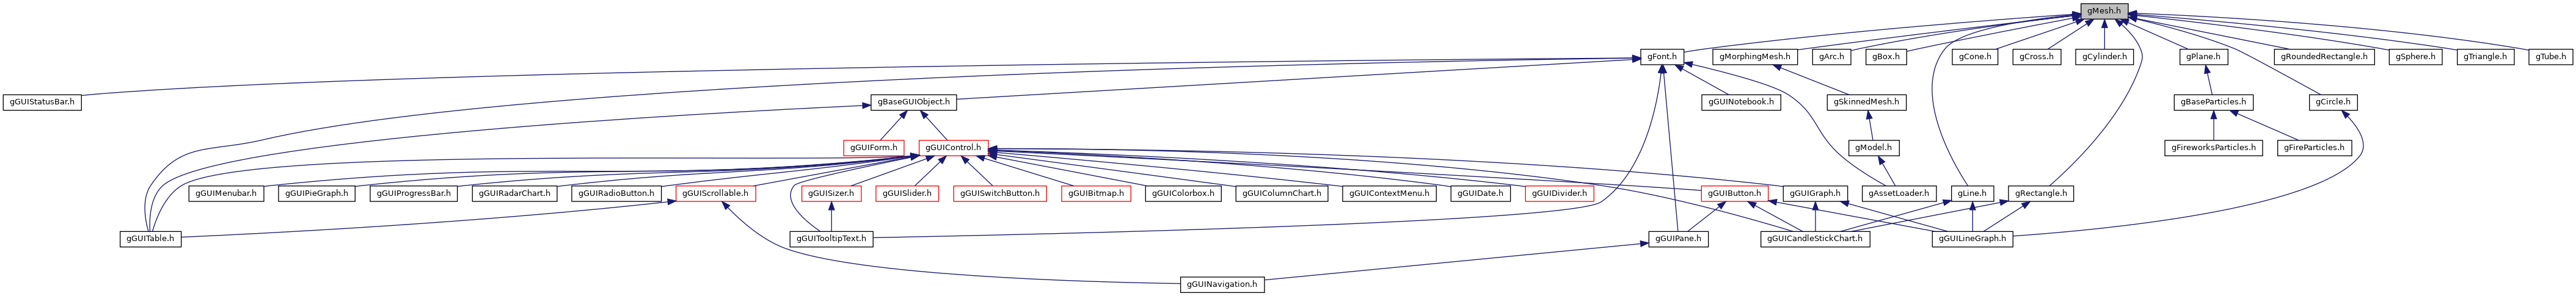 gMesh.h
gFont.h
gMorphingMesh.h
gArc.h
gBox.h
gCone.h
gCross.h
gCylinder.h
gPlane.h
gRoundedRectangle.h
gSphere.h
gTriangle.h
gTube.h
gGUIStatusBar.h
gBaseGUIObject.h
gGUINotebook.h
gSkinnedMesh.h
gBaseParticles.h
gCircle.h
gGUIForm.h
gGUIControl.h
gModel.h
gFireworksParticles.h
gFireParticles.h
gGUIMenubar.h
gGUIPieGraph.h
gGUIProgressBar.h
gGUIRadarChart.h
gGUIRadioButton.h
gGUIScrollable.h
gGUISizer.h
gGUISlider.h
gGUISwitchButton.h
gGUIBitmap.h
gGUIColorbox.h
gGUIColumnChart.h
gGUIContextMenu.h
gGUIDate.h
gGUIDivider.h
gGUIButton.h
gGUIGraph.h
gAssetLoader.h
gLine.h
gRectangle.h
gGUITable.h
gGUITooltipText.h
gGUIPane.h
gGUICandleStickChart.h
gGUILineGraph.h
gGUINavigation.h